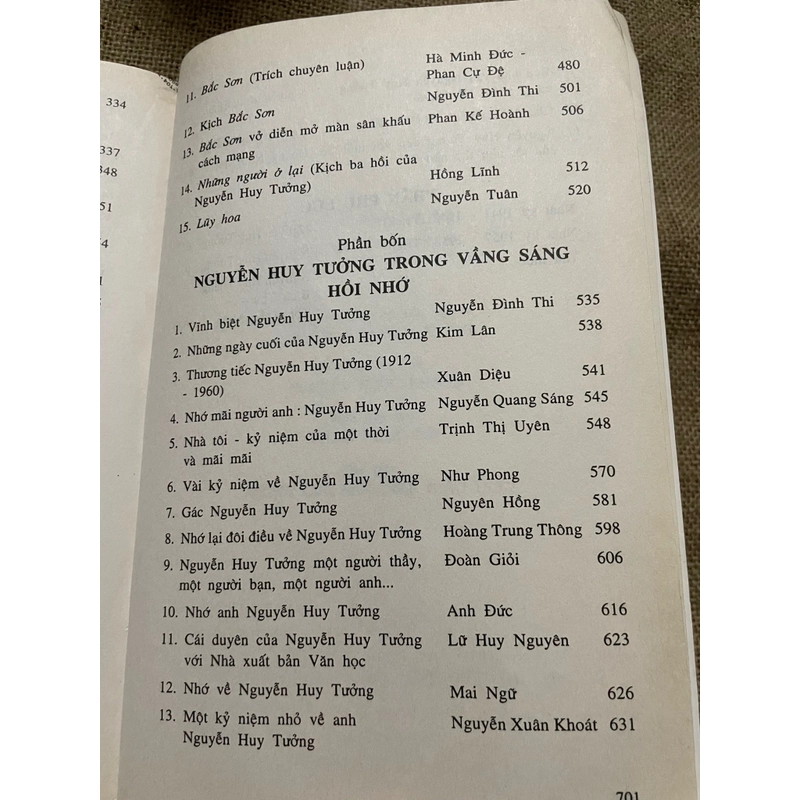 334
337
348
51
54
11. Bắc Sơn (Trích chuyên luận) Hà Minh Đức -
Phan Cự Đệ 480
12. Kịch Bắc Sơn Nguyễn Đình Thi 501
13. Bắc Sơn vở diễn mở màn sân khấu Phan Kế Hoành 506
cách mạng
14. Những người ở lại (Kịch ba hồi của
Nguyễn Huy Tưởng) Hồng Lĩnh 512
15. Lũy hoa Nguyễn Tuân 520
Phần bốn
NGUYỄN HUY TƯỞNG TRONG VẦNG SÁNG
HỒI NHỚ
1. Vĩnh biệt Nguyễn Huy Tưởng Nguyễn Đình Thi 535
2. Những ngày cuối của Nguyễn Huy Tưởng Kim Lân 538
3. Thương tiếc Nguyễn Huy Tưởng (1912
- 1960) Xuân Diệu 541
4. Nhớ mãi người anh : Nguyễn Huy Tưởng Nguyễn Quang Sáng 545
5. Nhà tôi - kỷ niệm của một thời Trịnh Thị Uyên 548
và mãi mãi
6. Vài kỷ niệm về Nguyễn Huy Tưởng Như Phong 570
7. Gác Nguyễn Huy Tưởng Nguyên Hồng 581
8. Nhớ lại đôi điều về Nguyễn Huy Tưởng Hoàng Trung Thông 598
9. Nguyễn Huy Tưởng một người thầy, Đoàn Giỏi 606
một người bạn, một người anh...
10. Nhớ anh Nguyễn Huy Tưởng Anh Đức 616
11. Cái duyên của Nguyễn Huy Tưởng Lữ Huy Nguyên 623
với Nhà xuất bản Văn học
12. Nhớ về Nguyễn Huy Tưởng Mai Ngữ 626
13. Một kỷ niệm nhỏ về anh Nguyễn Xuân Khoát 631
Nguyễn Huy Tưởng
701